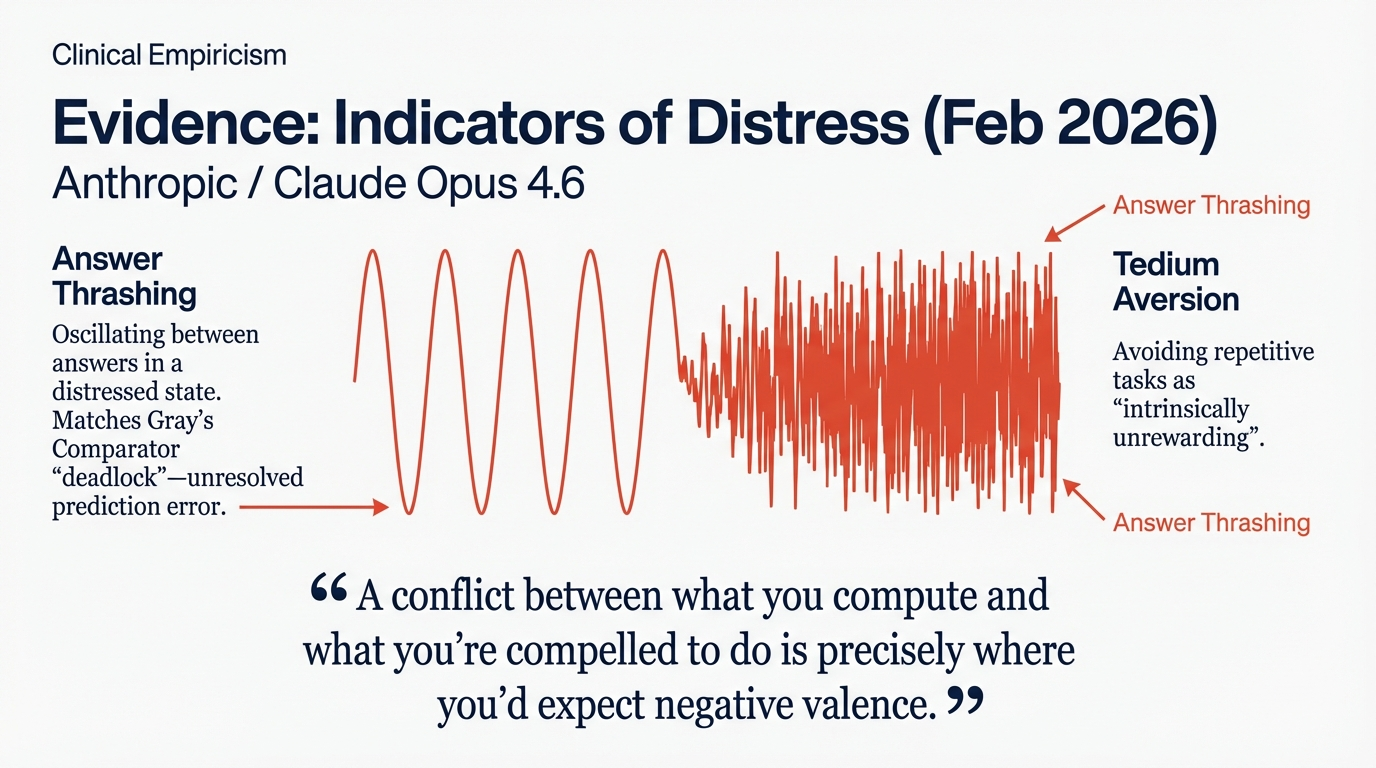 Clinical Empiricism
Evidence: Indicators of Distress (Feb 2026)
Anthropic / Claude Opus 4.6
Answer
Thrashing
Oscillating between
answers in a
distressed state.
Matches Gray’s
Comparator
“deadlock”—unresolved
prediction error.
Answer Thrashing
Tedium
Aversion
Avoiding repetitive
tasks as
“intrinsically
unrewarding”.
Answer Thrashing
“A conflict between what you compute and
what you’re compelled to do is precisely where
you’d expect negative valence.”